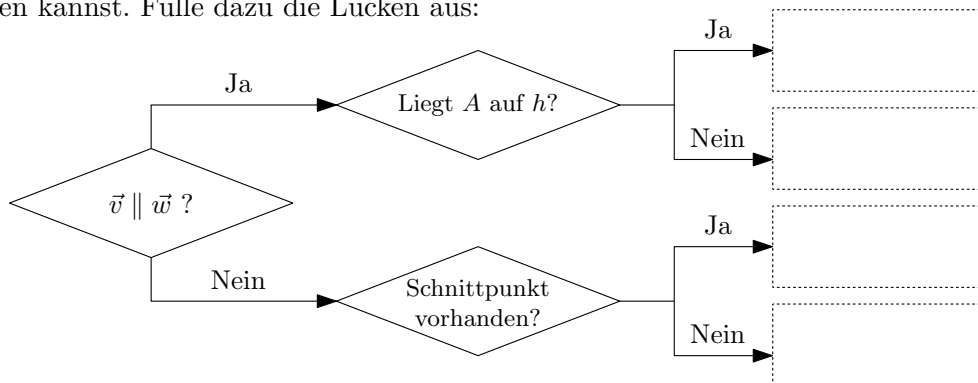 en kannst. Fülle dazu die Lücken aus:
Ja
Ja
Liegt A auf h?
Nein
v⃗ ∥ w⃗ ?
Ja
Nein
Schnittpunkt
vorhanden?
Nein